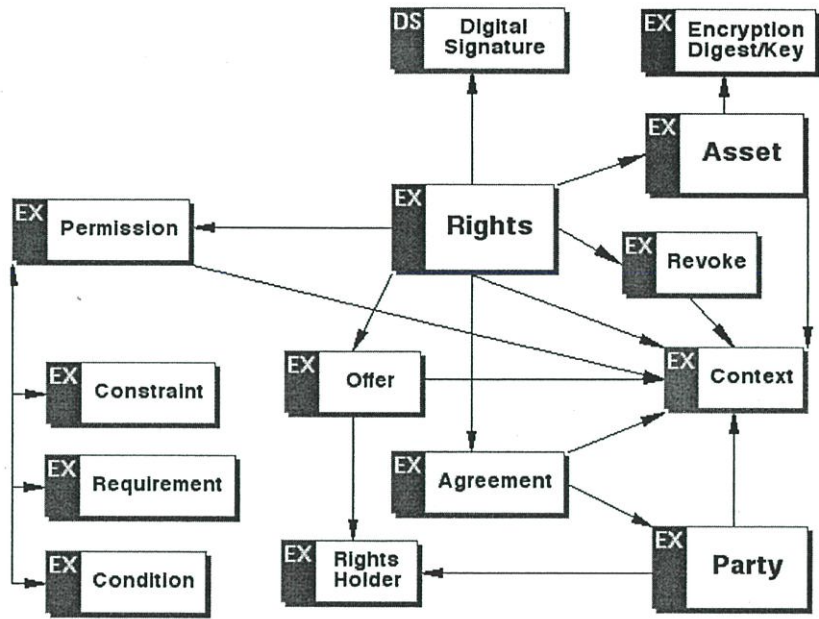 DS Digital
Signature
EX Encryption
Digest/Key
EX Asset
EX Permission
EX Rights
EX Revoke
EX Offer
EX Context
EX Constraint
EX Agreement
EX Requirement
EX Party
EX Rights
Holder
EX Condition